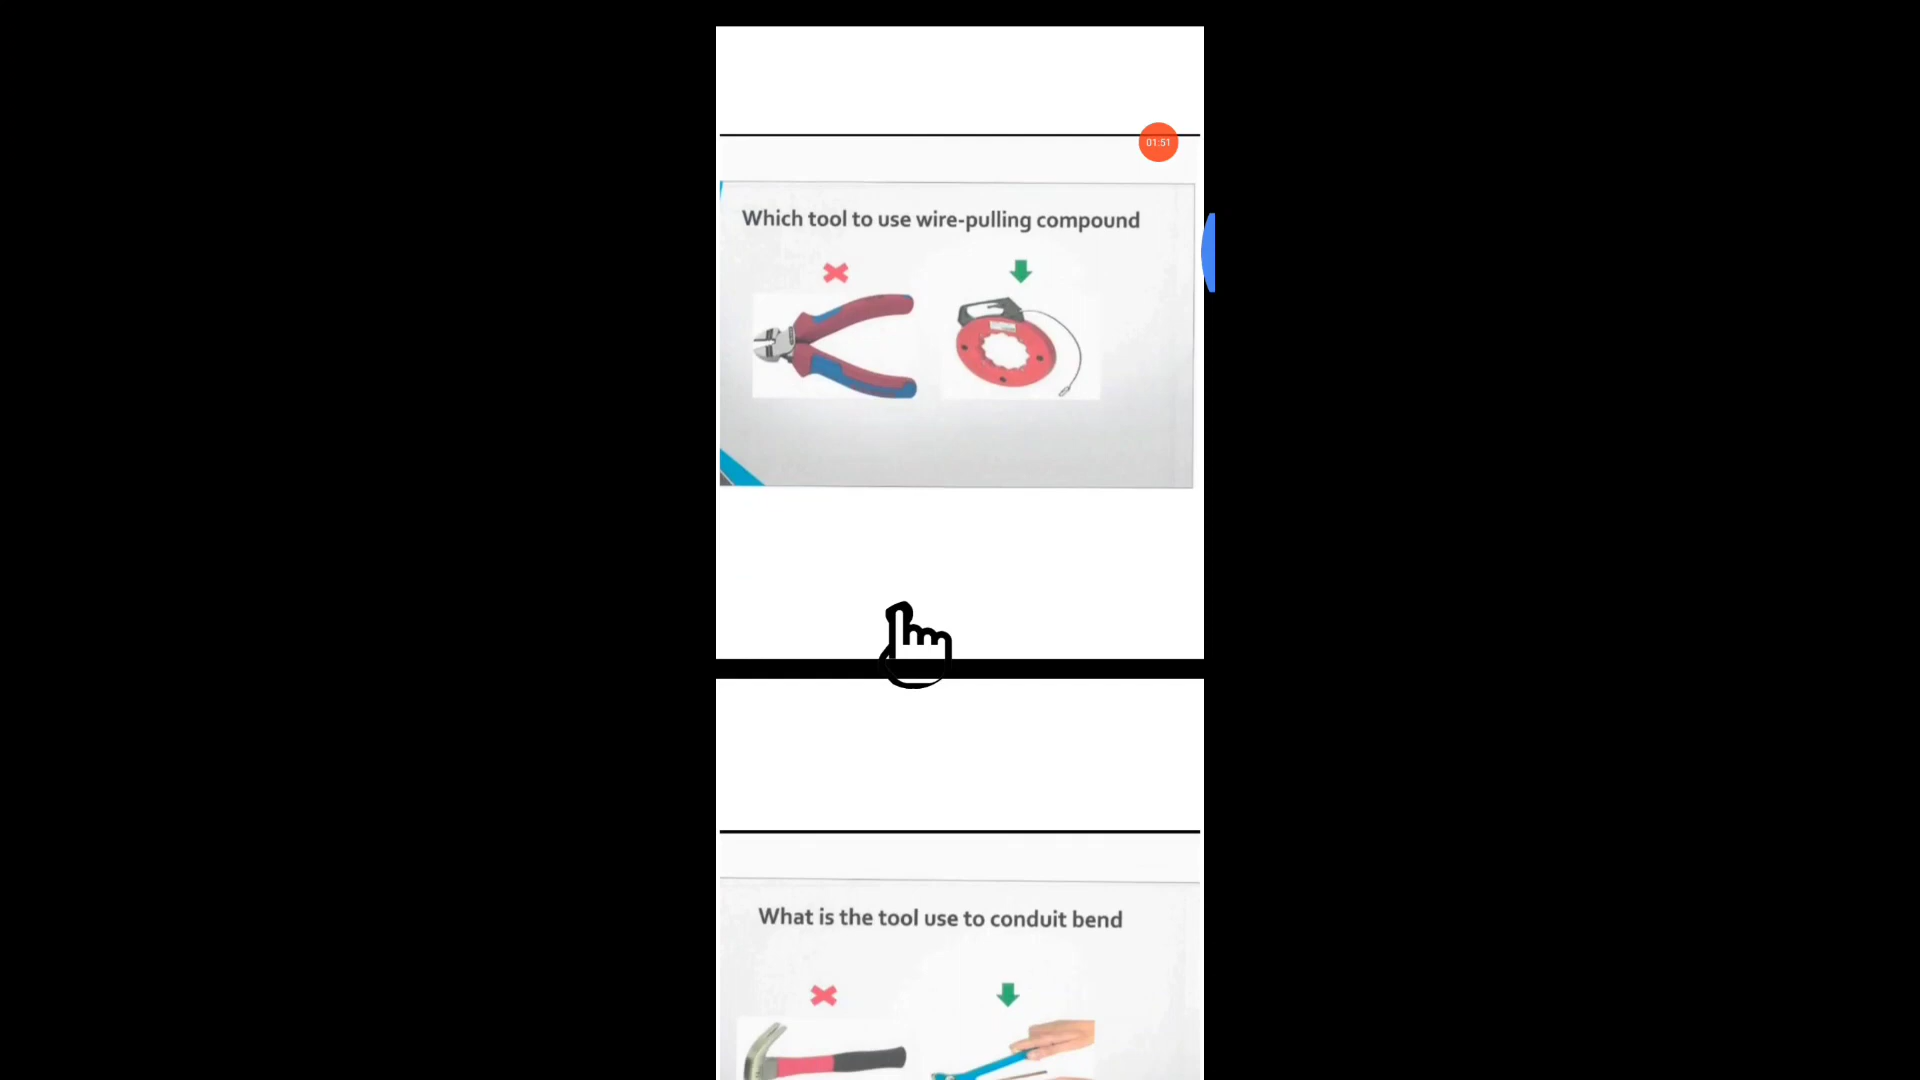 01:51
Which tool to use wire-pulling compound
What is the tool use to conduit bend